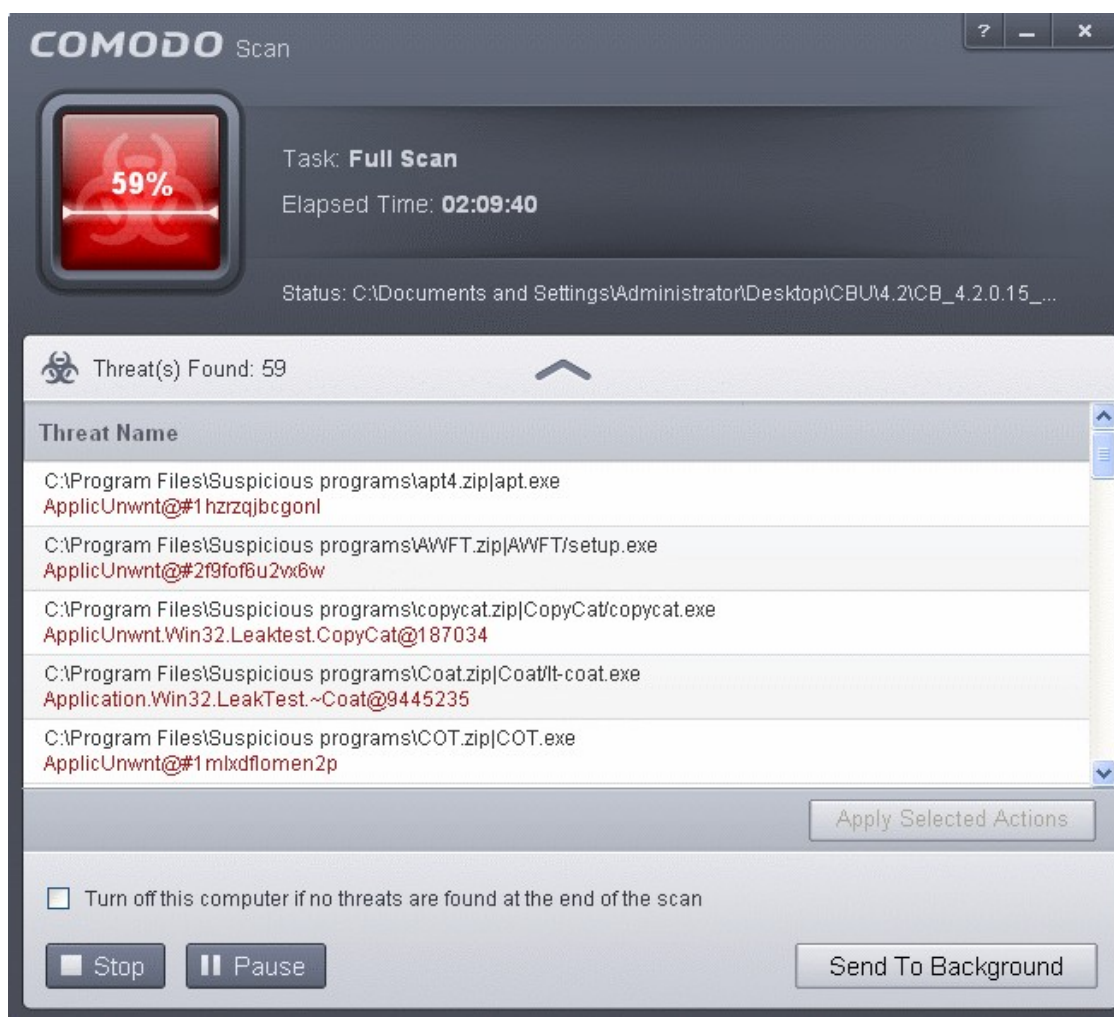 COMODO Scan
?
59%
Task: Full Scan
Elapsed Time: 02:09:40
Status: C:\Documents and Settings\Administrator\Desktop\CBU\4.2\CB_4.2.0.15_...
Threat(s) Found: 59
Threat Name
C:\Program Files\Suspicious programs\apt4.zip|apt.exe
ApplicUnwnt@#1hzrzqjbcgonl
C:\Program Files\Suspicious programs\AWFT.zip|AWFT/setup.exe
ApplicUnwnt@#2f9fof6u2vx6w
C:\Program Files\Suspicious programs\copycat.zip|CopyCat/copycat.exe
ApplicUnwnt.Win32.Leaktest.CopyCat@187034
C:\Program Files\Suspicious programs\Coat.zip|Coat/lt-coat.exe
Application.Win32.LeakTest.~Coat@9445235
C:\Program Files\Suspicious programs\COT.zip|COT.exe
ApplicUnwnt@#1mlxdflomen2p
Apply Selected Actions
Turn off this computer if no threats are found at the end of the scan
Stop
Pause
Send To Background